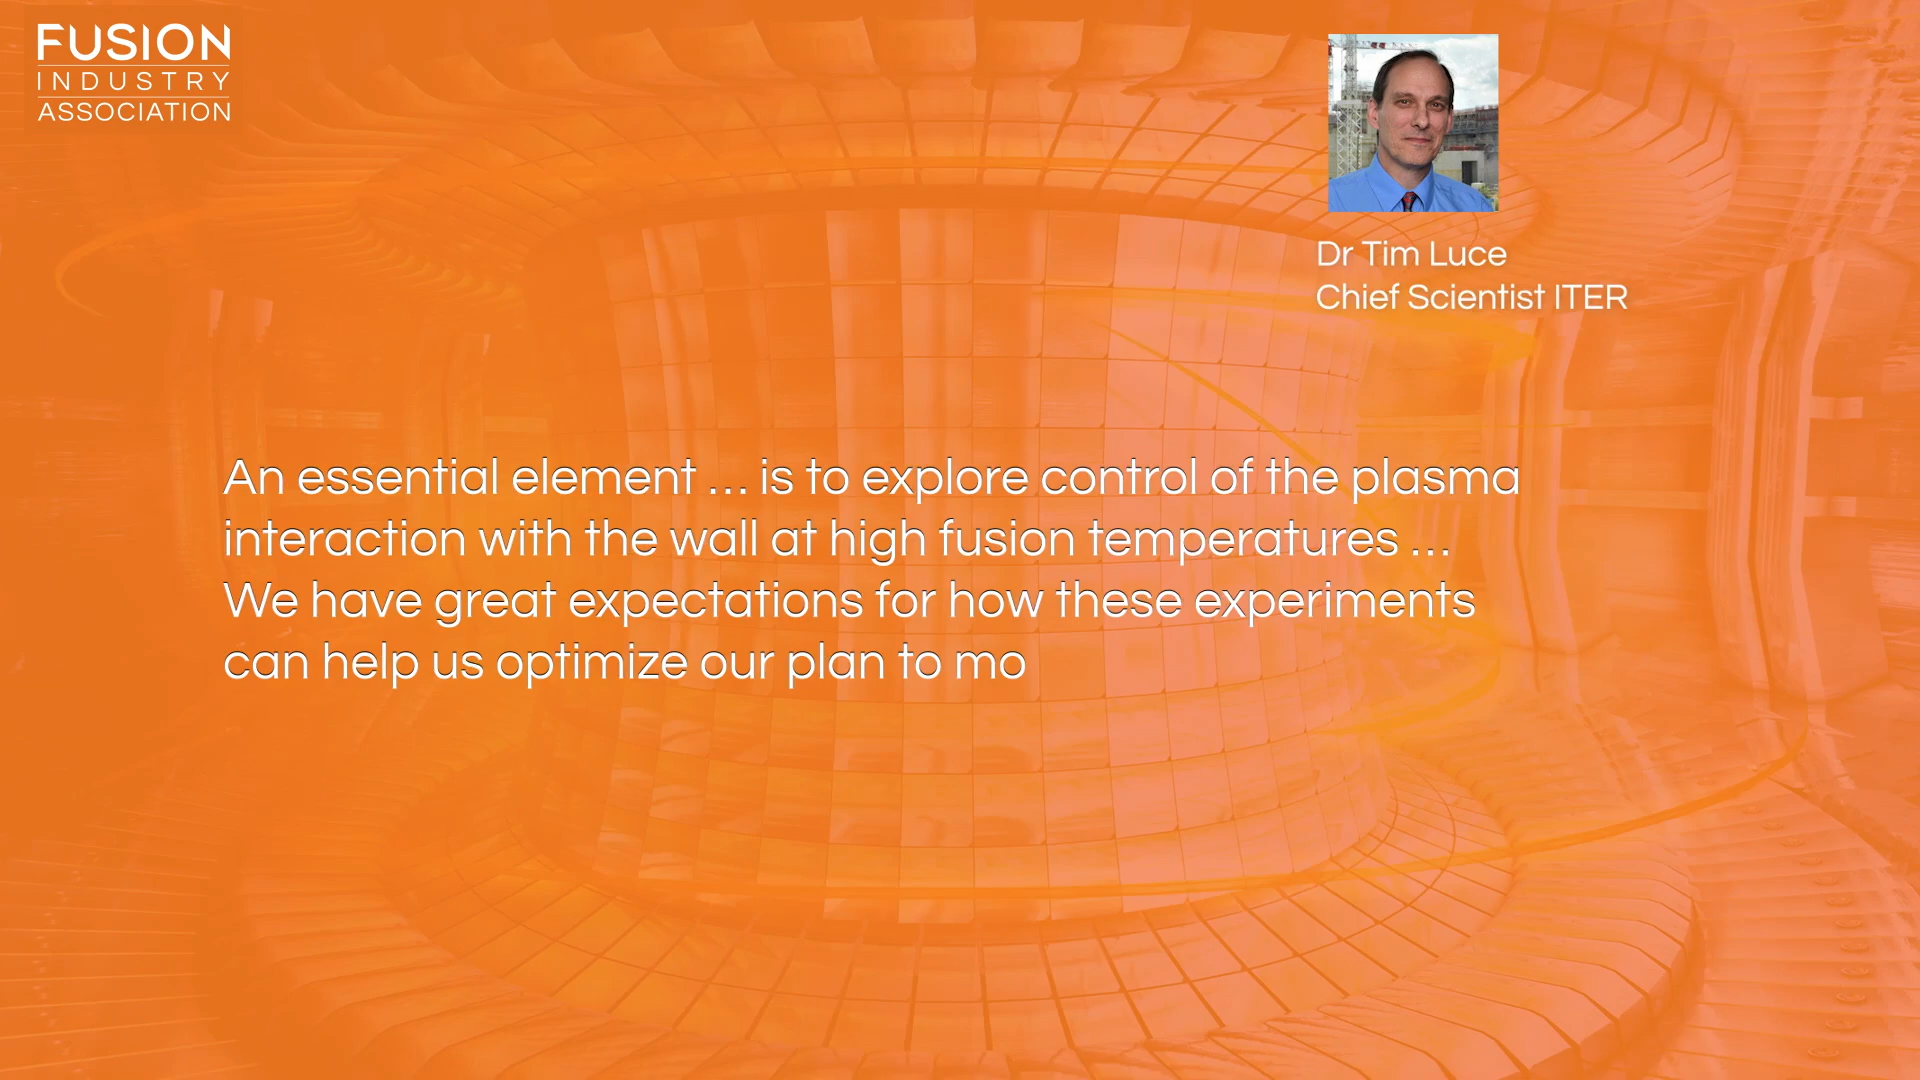 FUSION
INDUSTRY
ASSOCIATION
Dr Tim Luce
Chief Scientist ITER
An essential element ... is to explore control of the plasma
interaction with the wall at high fusion temperatures ...
We have great expectations for how these experiments
can help us optimize our plan to mo